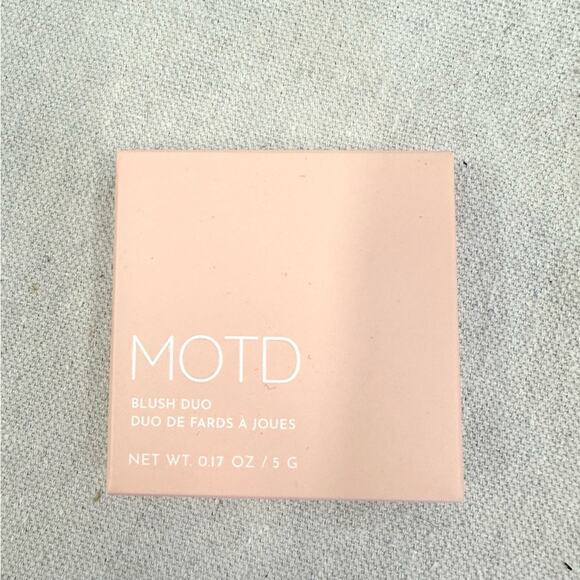 MOTD
BLUSH DUO
DUO DE FARDS À JOUES
NET WT. 0.17 OZ / 5 G